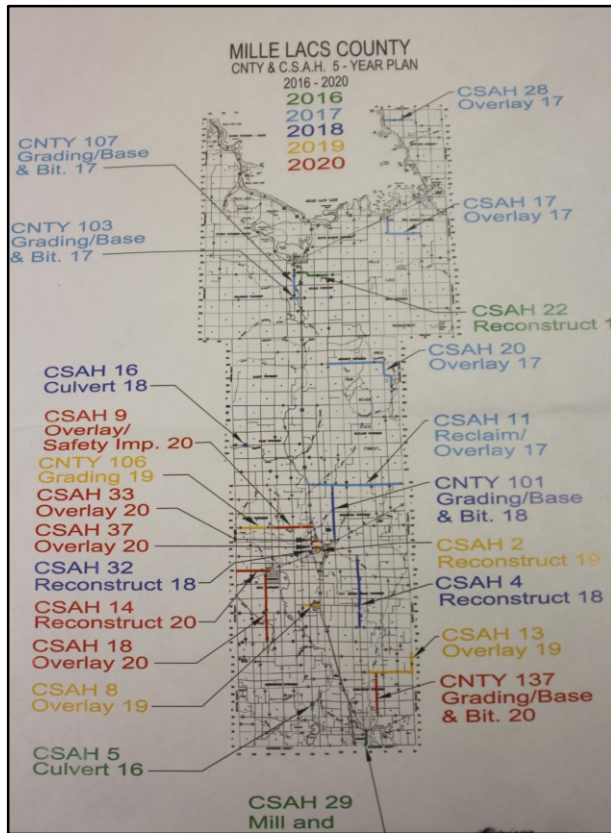 MILLE LACS COUNTY
CNTY & C.S.A.H. 5 - YEAR PLAN
2016 - 2020
2016
2017
2018
2019
2020
CSAH 28
Overlay 17
CNTY 107
Grading/Base
& Bit. 17
CSAH 17
Overlay 17
CNTY 103
Grading/Base
& Bit. 17
CSAH 22
Reconstruct 1
CSAH 20
Overlay 17
CSAH 16
Culvert 18
CSAH 9
Overlay/
Safety Imp. 20
CSAH 11
Reclaim/
Overlay 17
CNTY 106
Grading 19
CNTY 101
Grading/Base
& Bit. 18
CSAH 33
Overlay 20
CSAH 37
Overlay 20
CSAH 2
Reconstruct 19
CSAH 32
Reconstruct 18
CSAH 4
Reconstruct 18
CSAH 14
Reconstruct 20
CSAH 18
Overlay 20
CSAH 13
Overlay 19
CSAH 8
Overlay 19
CNTY 137
Grading/Base
& Bit. 20
CSAH 5
Culvert 16
CSAH 29
Mill and